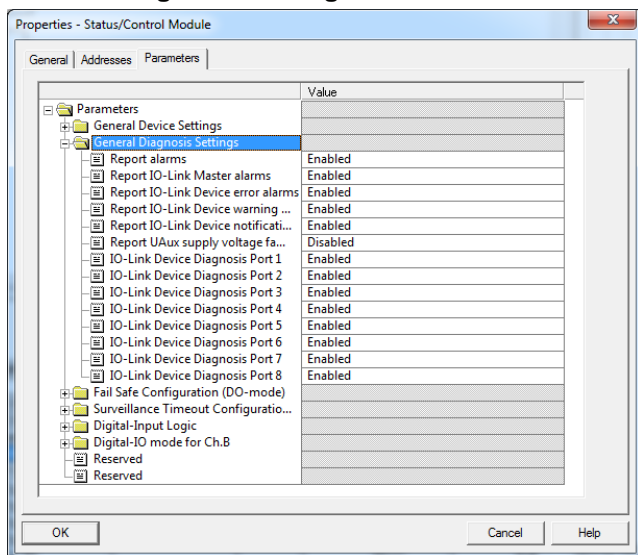 Properties - Status/Control Module
General Addresses Parameters
Value
Parameters
General Device Settings
General Diagnosis Settings
Report alarms Enabled
Report IO-Link Master alarms Enabled
Report IO-Link Device error alarms Enabled
Report IO-Link Device warning ... Enabled
Report IO-Link Device notificati... Enabled
Report UAux supply voltage fa... Disabled
IO-Link Device Diagnosis Port 1 Enabled
IO-Link Device Diagnosis Port 2 Enabled
IO-Link Device Diagnosis Port 3 Enabled
IO-Link Device Diagnosis Port 4 Enabled
IO-Link Device Diagnosis Port 5 Enabled
IO-Link Device Diagnosis Port 6 Enabled
IO-Link Device Diagnosis Port 7 Enabled
IO-Link Device Diagnosis Port 8 Enabled
Fail Safe Configuration (DO-mode)
Surveillance Timeout Configuratio...
Digital-Input Logic
Digital-IO mode for Ch.B
Reserved
Reserved
OK Cancel Help